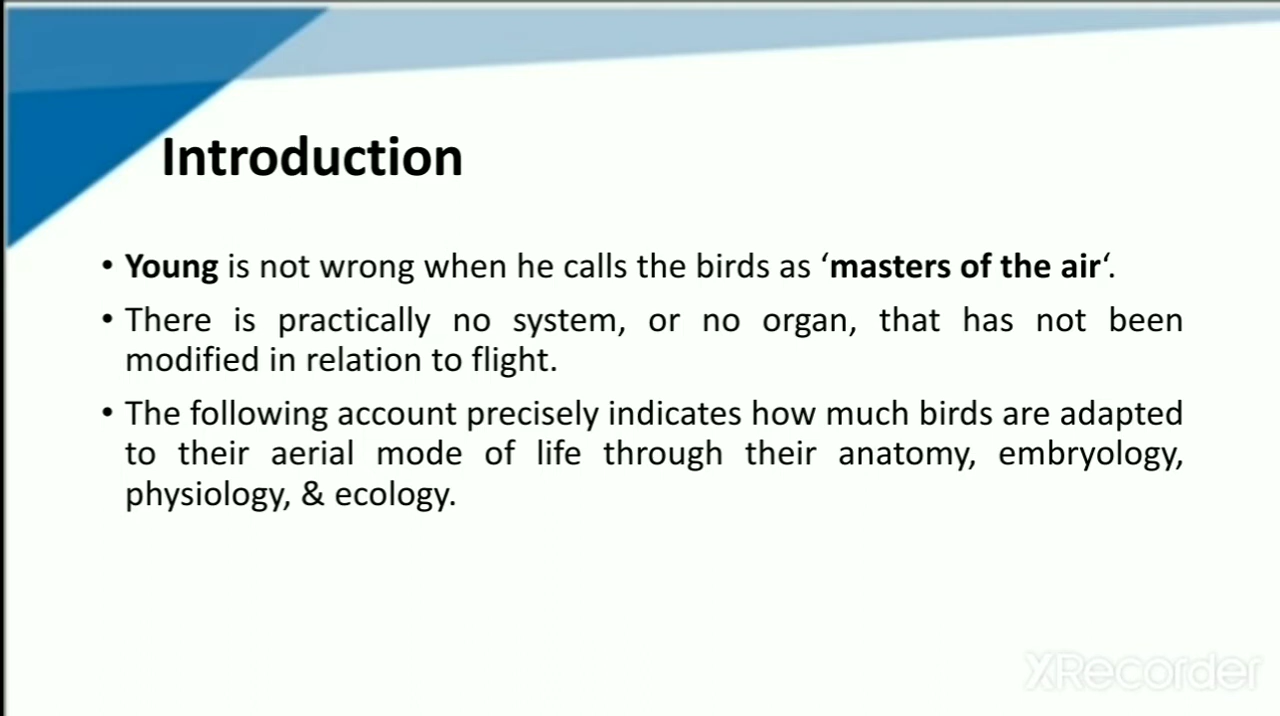 Introduction
• Young is not wrong when he calls the birds as ‘masters of the air‘.
• There is practically no system, or no organ, that has not been
modified in relation to flight.
• The following account precisely indicates how much birds are adapted
to their aerial mode of life through their anatomy, embryology,
physiology, & ecology.
XRecorder